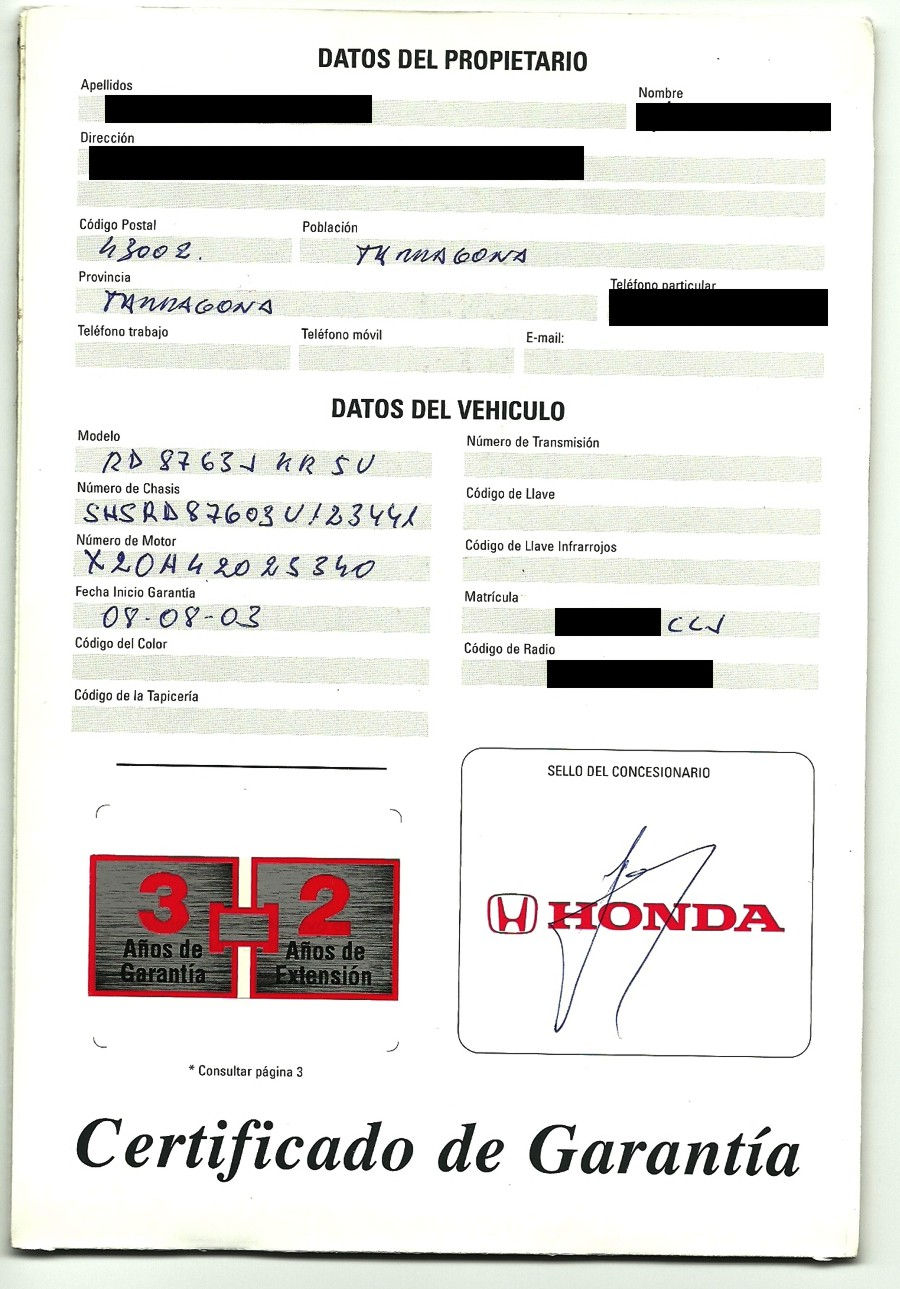 DATOS DEL PROPIETARIO
Apellidos
Nombre
Dirección
Código Postal
Población
43002.
TARRAGONA
Provincia
Teléfono particular
TARRAGONA
Teléfono trabajo
Teléfono móvil
E-mail:
DATOS DEL VEHICULO
Modelo
Número de Transmisión
RD 8763J KR 5U
Número de Chasis
Código de Llave
SHSRD87603U123441
Número de Motor
Código de Llave Infrarrojos
K20A42025340
Fecha Inicio Garantía
Matrícula
08-08-03
CCJ
Código del Color
Código de Radio
Código de la Tapicería
SELLO DEL CONCESIONARIO
3
Años de
Garantía
2
Años de
Extensión
HONDA
* Consultar página 3
Certificado de Garantía